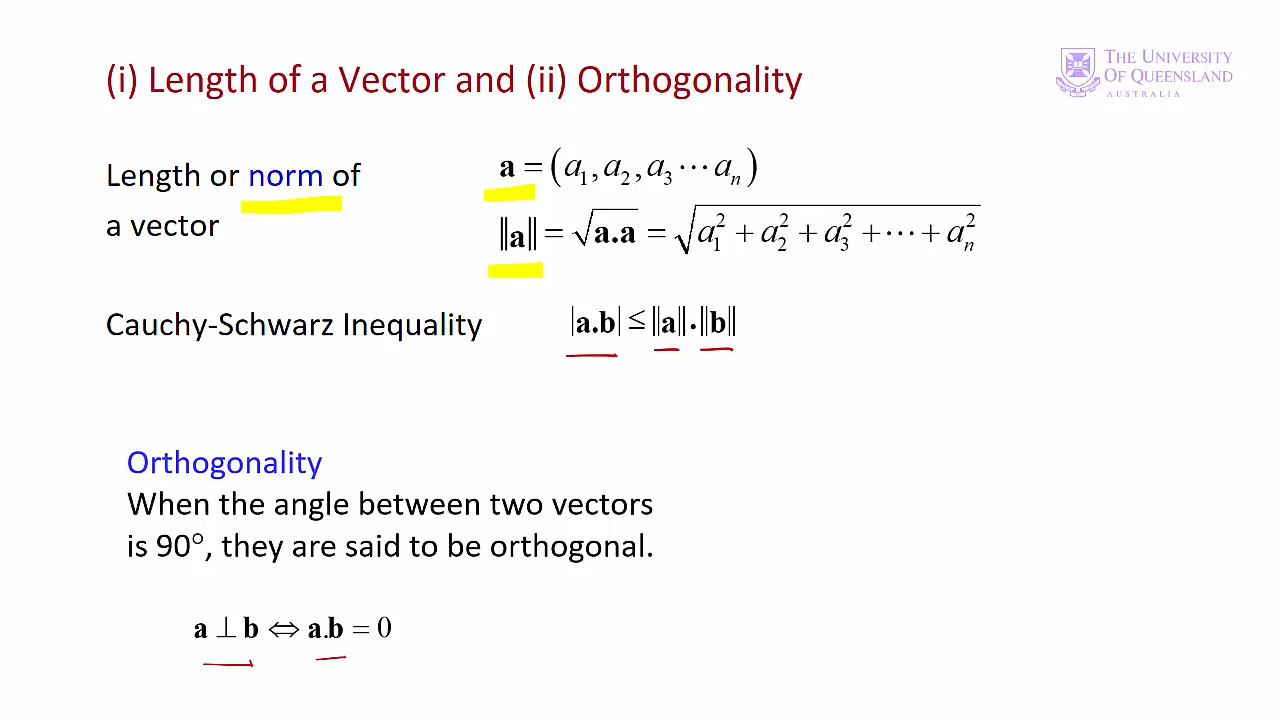 (i) Length of a Vector and (ii) Orthogonality
THE UNIVERSITY
OF QUEENSLAND
AUSTRALIA
Length or norm of
a vector
a = (a₁, a₂, a₃ ⋯ aₙ)
‖a‖ = √a.a = √a₁² + a₂² + a₃² + ⋯ + aₙ²
Cauchy-Schwarz Inequality
|a.b| ≤ ‖a‖.‖b‖
Orthogonality
When the angle between two vectors
is 90°, they are said to be orthogonal.
a ⊥ b ⇔ a.b = 0